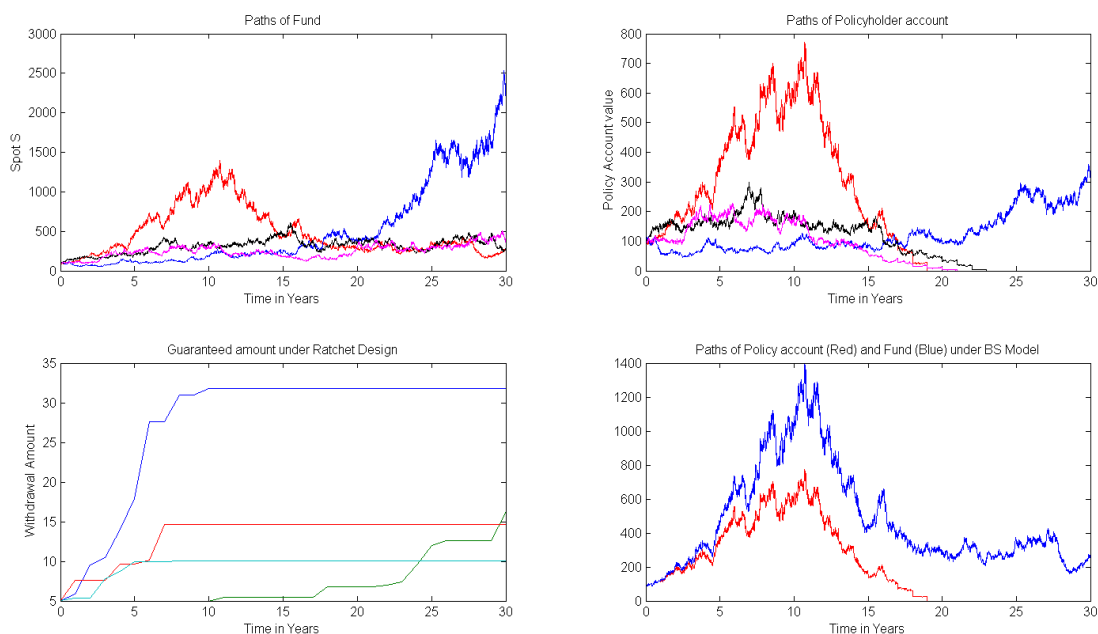 Paths of Fund
3000
2500
2000
1500
1000
500
0
Spot S
0 5 10 15 20 25 30
Time in Years
Paths of Policyholder account
800
700
600
500
400
300
200
100
0
Policy Account value
0 5 10 15 20 25 30
Time in Years
Guaranteed amount under Ratchet Design
35
30
25
20
15
10
5
Withdrawal Amount
0 5 10 15 20 25 30
Time in Years
Paths of Policy account (Red) and Fund (Blue) under BS Model
1400
1200
1000
800
600
400
200
0
0 5 10 15 20 25 30
Time in Years